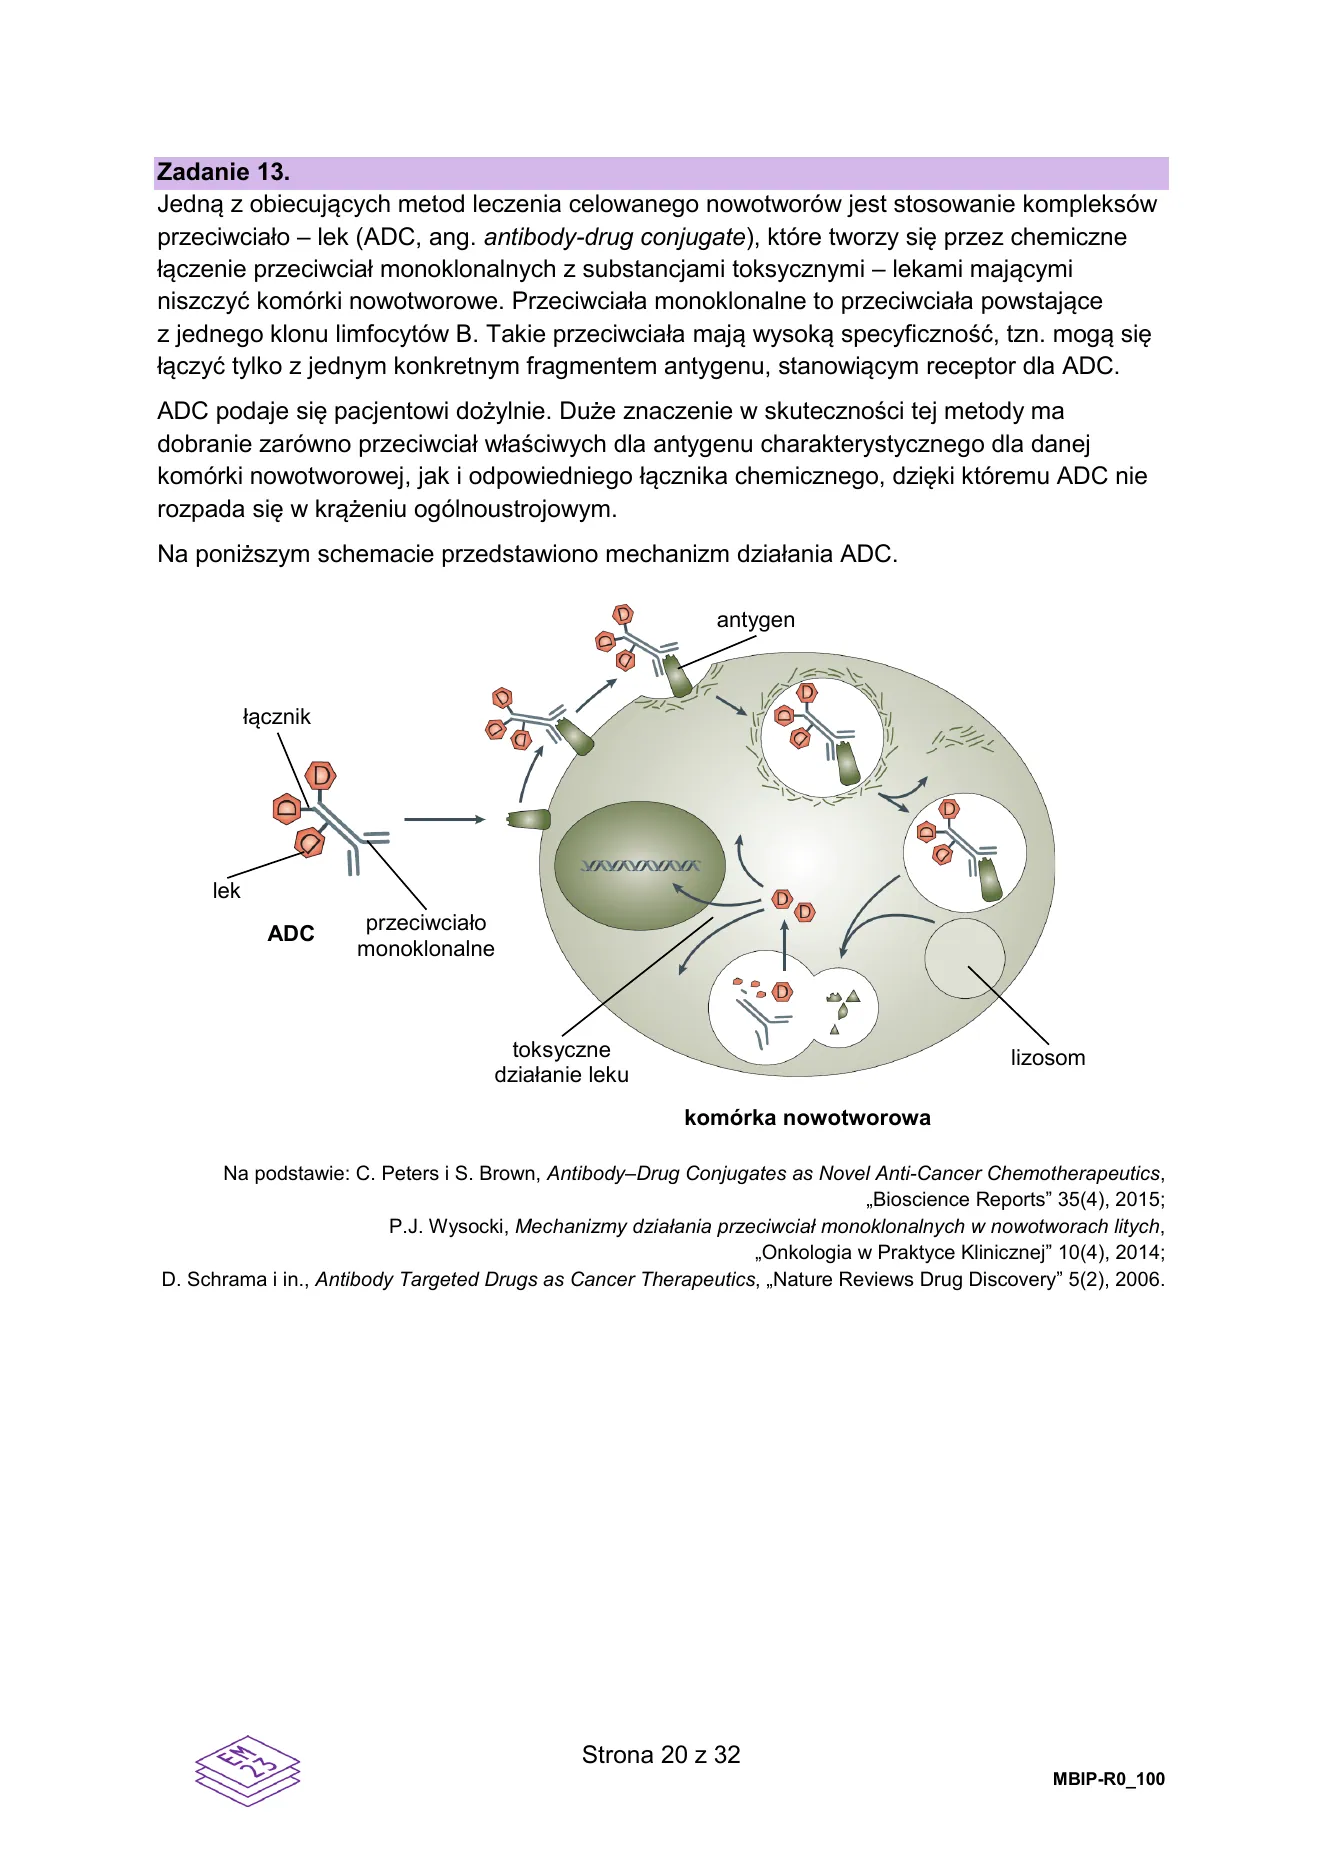 Zadanie 13.
Jedną z obiecujących metod leczenia celowanego nowotworów jest stosowanie kompleksów
przeciwciało – lek (ADC, ang. antibody-drug conjugate), które tworzy się przez chemiczne
łączenie przeciwciał monoklonalnych z substancjami toksycznymi – lekami mającymi
niszczyć komórki nowotworowe. Przeciwciała monoklonalne to przeciwciała powstające
z jednego klonu limfocytów B. Takie przeciwciała mają wysoką specyficzność, tzn. mogą się
łączyć tylko z jednym konkretnym fragmentem antygenu, stanowiącym receptor dla ADC.
ADC podaje się pacjentowi dożylnie. Duże znaczenie w skuteczności tej metody ma
dobranie zarówno przeciwciał właściwych dla antygenu charakterystycznego dla danej
komórki nowotworowej, jak i odpowiedniego łącznika chemicznego, dzięki któremu ADC nie
rozpada się w krążeniu ogólnoustrojowym.
Na poniższym schemacie przedstawiono mechanizm działania ADC.
antygen
D
D
D
D
D
D
D
D
D
łącznik
D
D
D
D
D
D
lek
ADC
przeciwciało
monoklonalne
D
D
D
toksyczne
działanie leku
lizosom
komórka nowotworowa
Na podstawie: C. Peters i S. Brown, Antibody–Drug Conjugates as Novel Anti-Cancer Chemotherapeutics,
„Bioscience Reports” 35(4), 2015;
P.J. Wysocki, Mechanizmy działania przeciwciał monoklonalnych w nowotworach litych,
„Onkologia w Praktyce Klinicznej” 10(4), 2014;
D. Schrama i in., Antibody Targeted Drugs as Cancer Therapeutics, „Nature Reviews Drug Discovery” 5(2), 2006.
EM
23
Strona 20 z 32
MBIP-R0_100